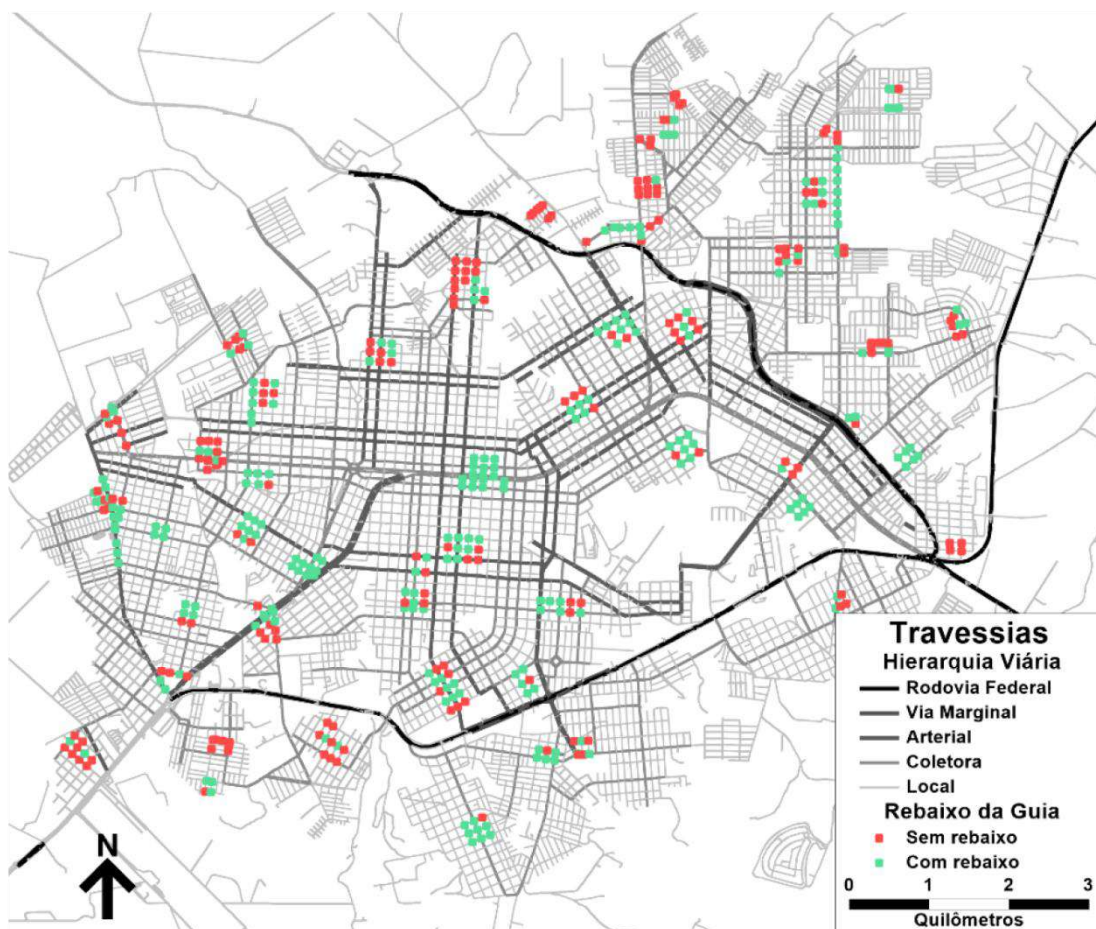 N
Travessias
Hierarquia Viária
Rodovia Federal
Via Marginal
Arterial
Coletora
Local
Rebaixo da Guia
Sem rebaixo
Com rebaixo
0 1 2 3
Quilômetros